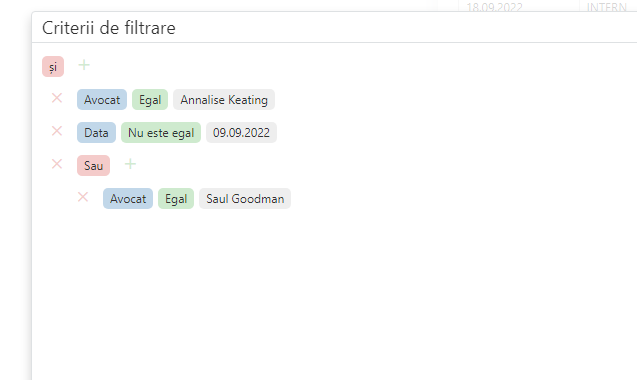 18.09.2022 INTERN
Criterii de filtrare
și +
Avocat Egal Annalise Keating
Data Nu este egal 09.09.2022
Sau +
Avocat Egal Saul Goodman